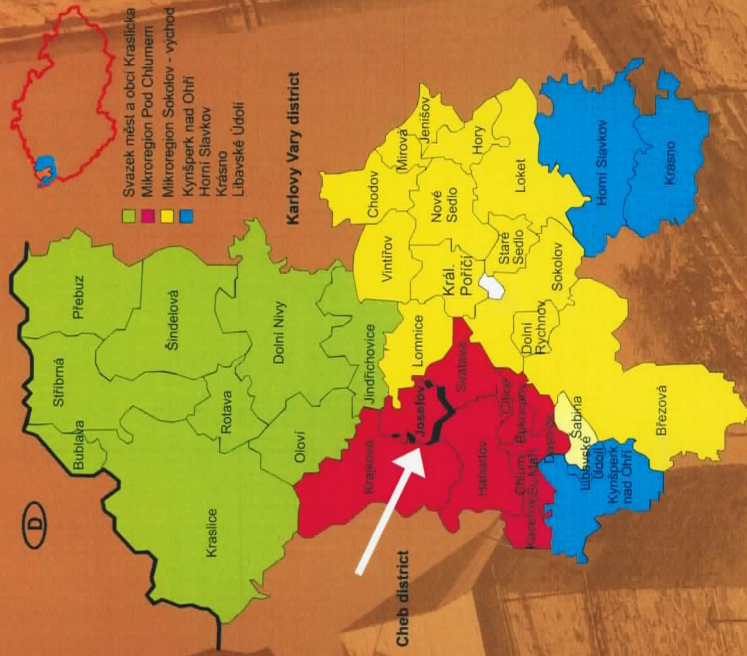 D
Svazek měst a obcí Kraslicka
Mikroregion Pod Chlumem
Mikroregion Sokolov - východ
Kynšperk nad Ohří
Horní Slavkov
Krásno
Libavské Údolí
Karlovy Vary district
Cheb district
Přebuz
Stříbrná
Bublava
Šindelová
Rotava
Kraslice
Dolní Nivy
Oloví
Jindřichovice
Krajková
Josefov
Lomnice
Svatava
Habartov
Citice
Bukovany
Chlum
Sv. Maří
Kaceřov
Dasnice
Šabina
Libavské
Údolí
Kynšperk
nad Ohří
Březová
Dolní
Rychnov
Sokolov
Staré
Sedlo
Král.
Poříčí
Vintířov
Chodov
Nové
Sedlo
Mírová
Jenišov
Hory
Loket
Horní Slavkov
Krásno